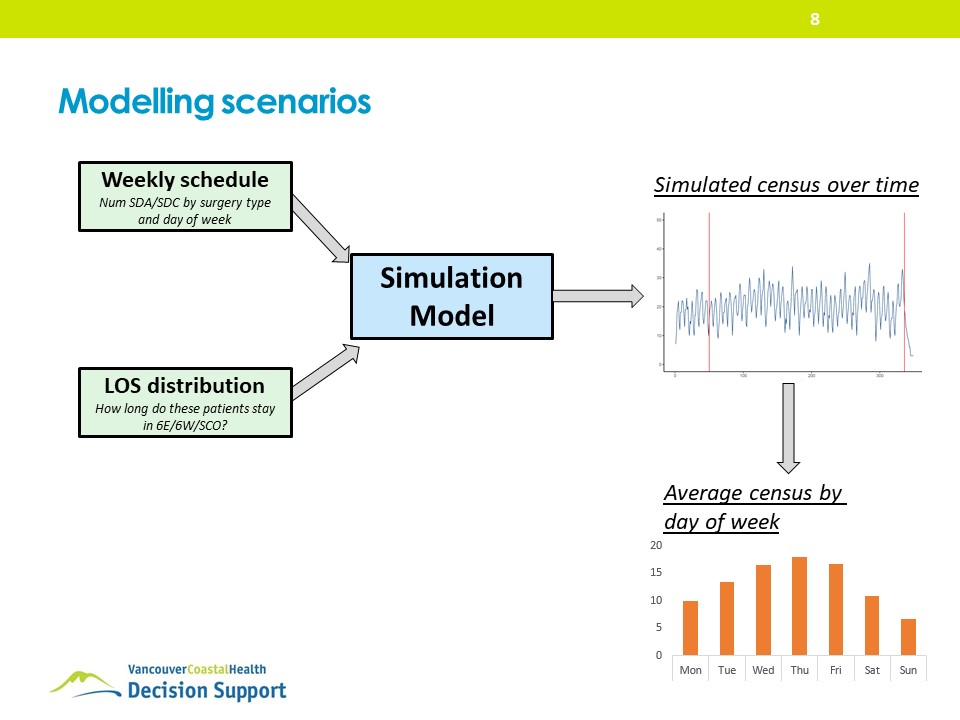 8
Modelling scenarios
Weekly schedule
Num SDA/SDC by surgery type
and day of week
Simulation
Model
LOS distribution
How long do these patients stay
in 6E/6W/SCO?
Simulated census over time
50
40
30
20
10
0
0 100 200 300
Average census by
day of week
20
15
10
5
0
Mon Tue Wed Thu Fri Sat Sun
VancouverCoastalHealth
Decision Support